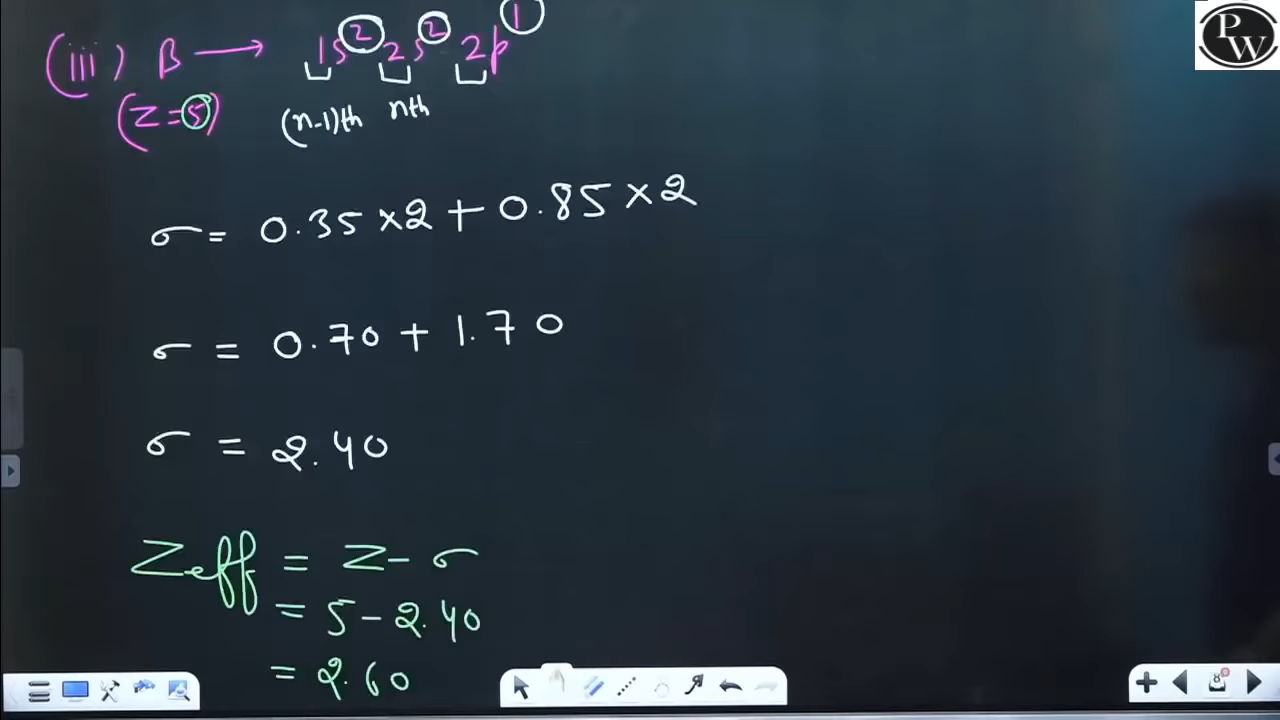 PW
(iii) B → 1s² 2s² 2p¹
(Z=5) (n-1)th nth
σ = 0.35×2 + 0.85×2
σ = 0.70 + 1.70
σ = 2.40
Zeff = Z - σ
= 5 - 2.40
= 2.60
8